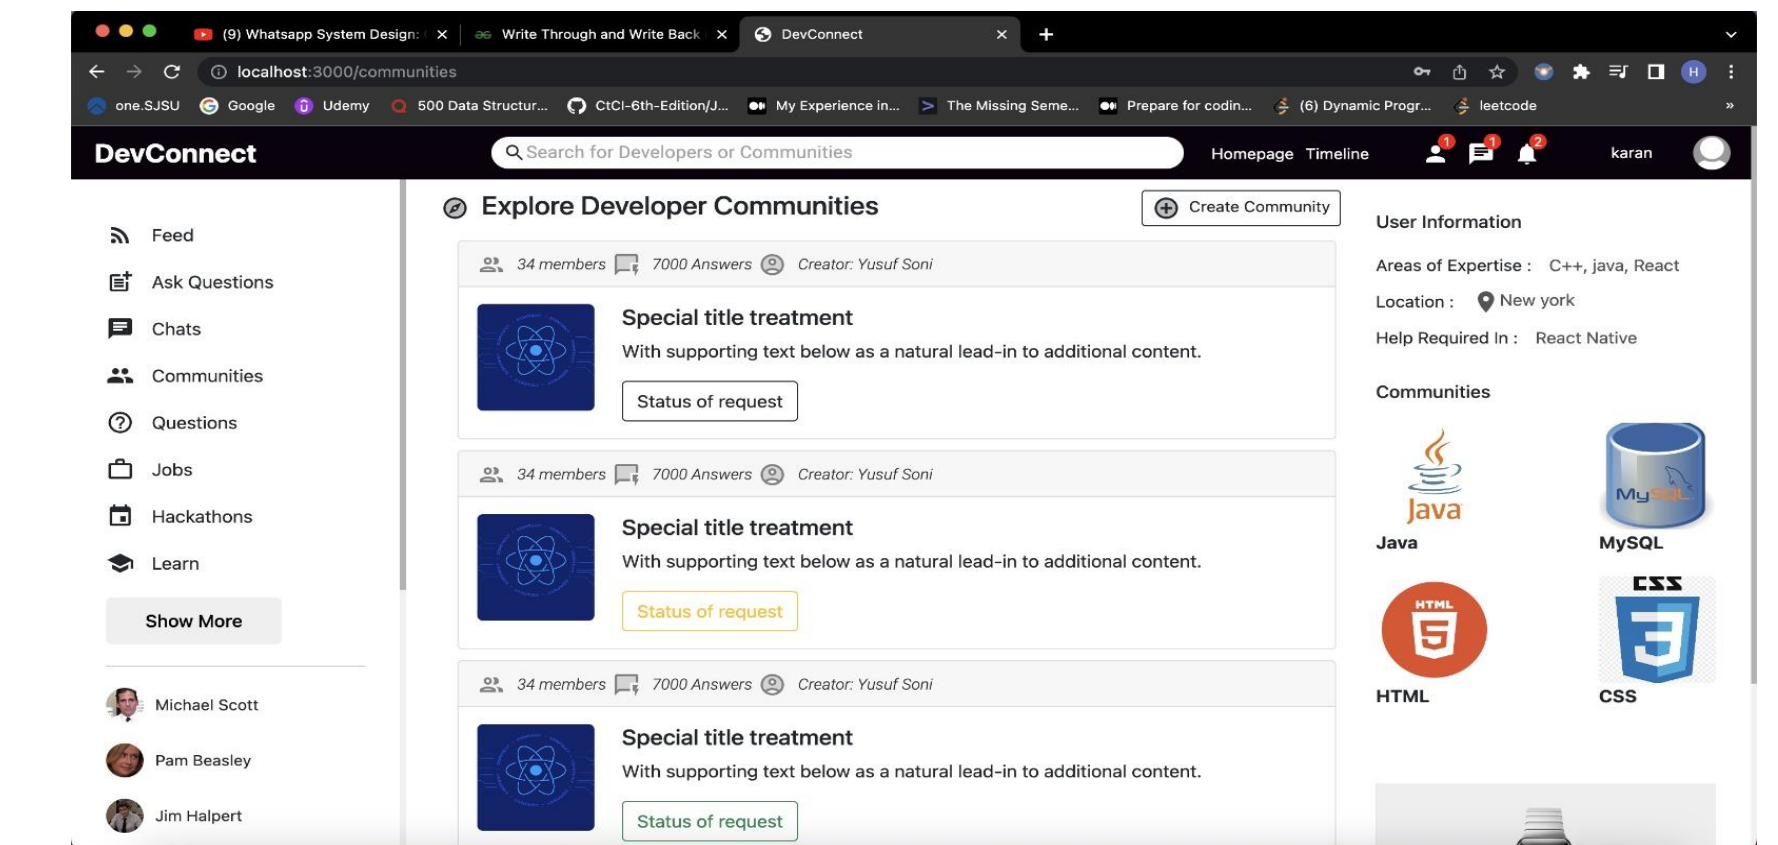 (9) Whatsapp System Design:
Write Through and Write Back
DevConnect
localhost:3000/communities
H
one.SJSU
Google
Udemy
500 Data Structur...
CtCI-6th-Edition/J...
My Experience in...
The Missing Seme...
Prepare for codin...
(6) Dynamic Progr...
leetcode
»
DevConnect
Search for Developers or Communities
Homepage
Timeline
1
1
2
karan
Feed
Ask Questions
Chats
Communities
Questions
Jobs
Hackathons
Learn
Show More
Michael Scott
Pam Beasley
Jim Halpert
Explore Developer Communities
Create Community
34 members 7000 Answers Creator: Yusuf Soni
Special title treatment
With supporting text below as a natural lead-in to additional content.
Status of request
34 members 7000 Answers Creator: Yusuf Soni
Special title treatment
With supporting text below as a natural lead-in to additional content.
Status of request
34 members 7000 Answers Creator: Yusuf Soni
Special title treatment
With supporting text below as a natural lead-in to additional content.
Status of request
User Information
Areas of Expertise : C++, java, React
Location : New york
Help Required In : React Native
Communities
Java
Java
MySQL
MySQL
HTML
5
HTML
CSS
3
CSS